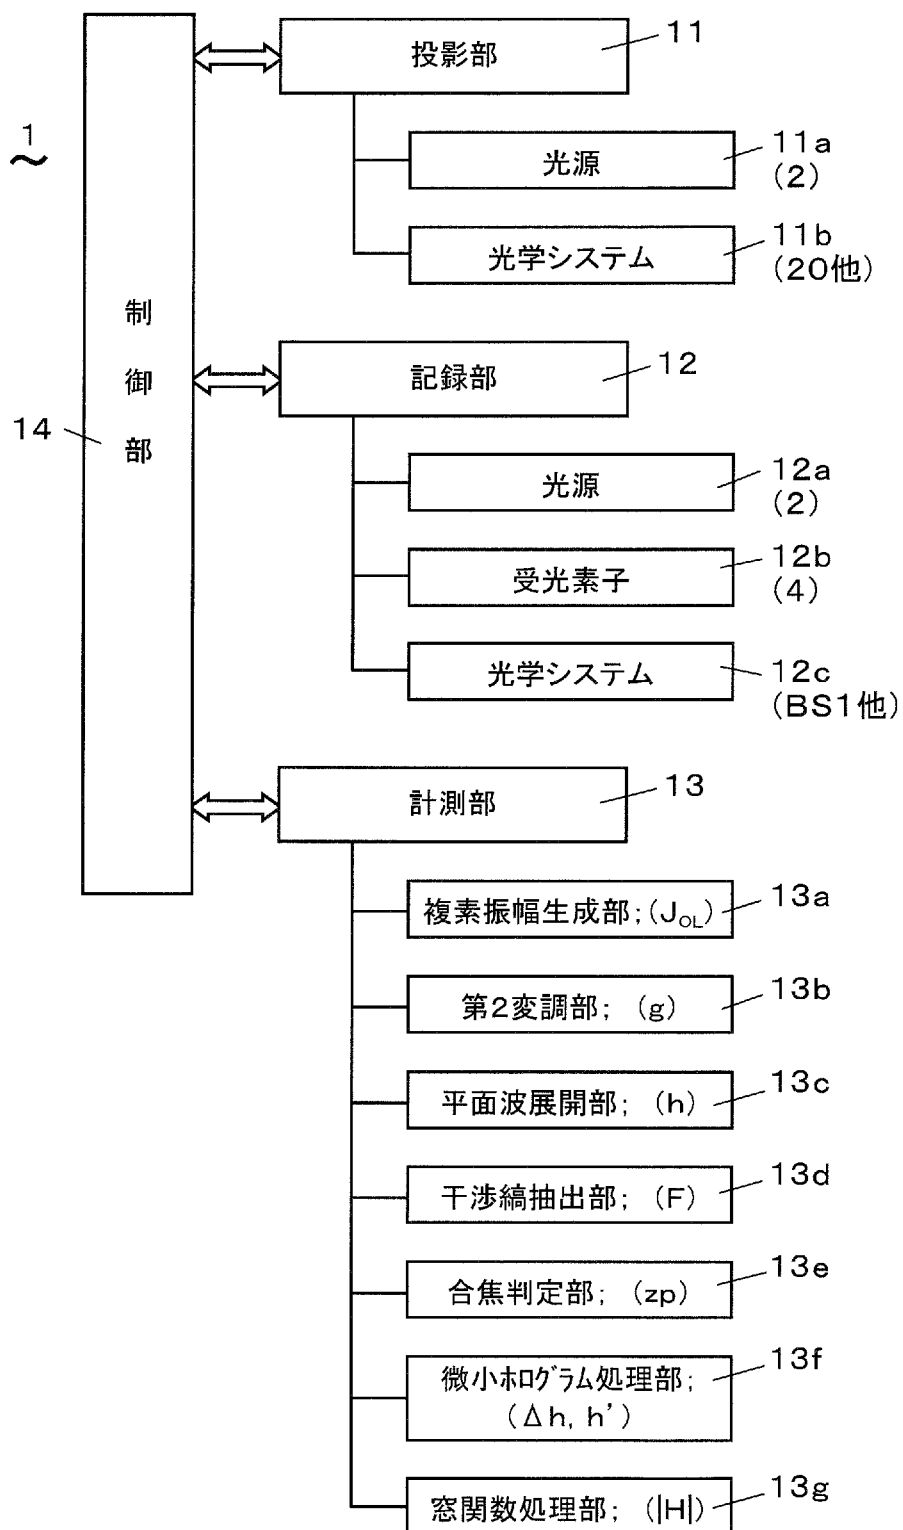 1
制御部
14
投影部
11
光源
11a
(2)
光学システム
11b
(20他)
記録部
12
光源
12a
(2)
受光素子
12b
(4)
光学システム
12c
(BS1他)
計測部
13
複素振幅生成部;(J_OL)
13a
第2変調部; (g)
13b
平面波展開部; (h)
13c
干渉縞抽出部; (F)
13d
合焦判定部; (zp)
13e
微小ホログラム処理部;
(Δh, h')
13f
窓関数処理部; (|H|)
13g